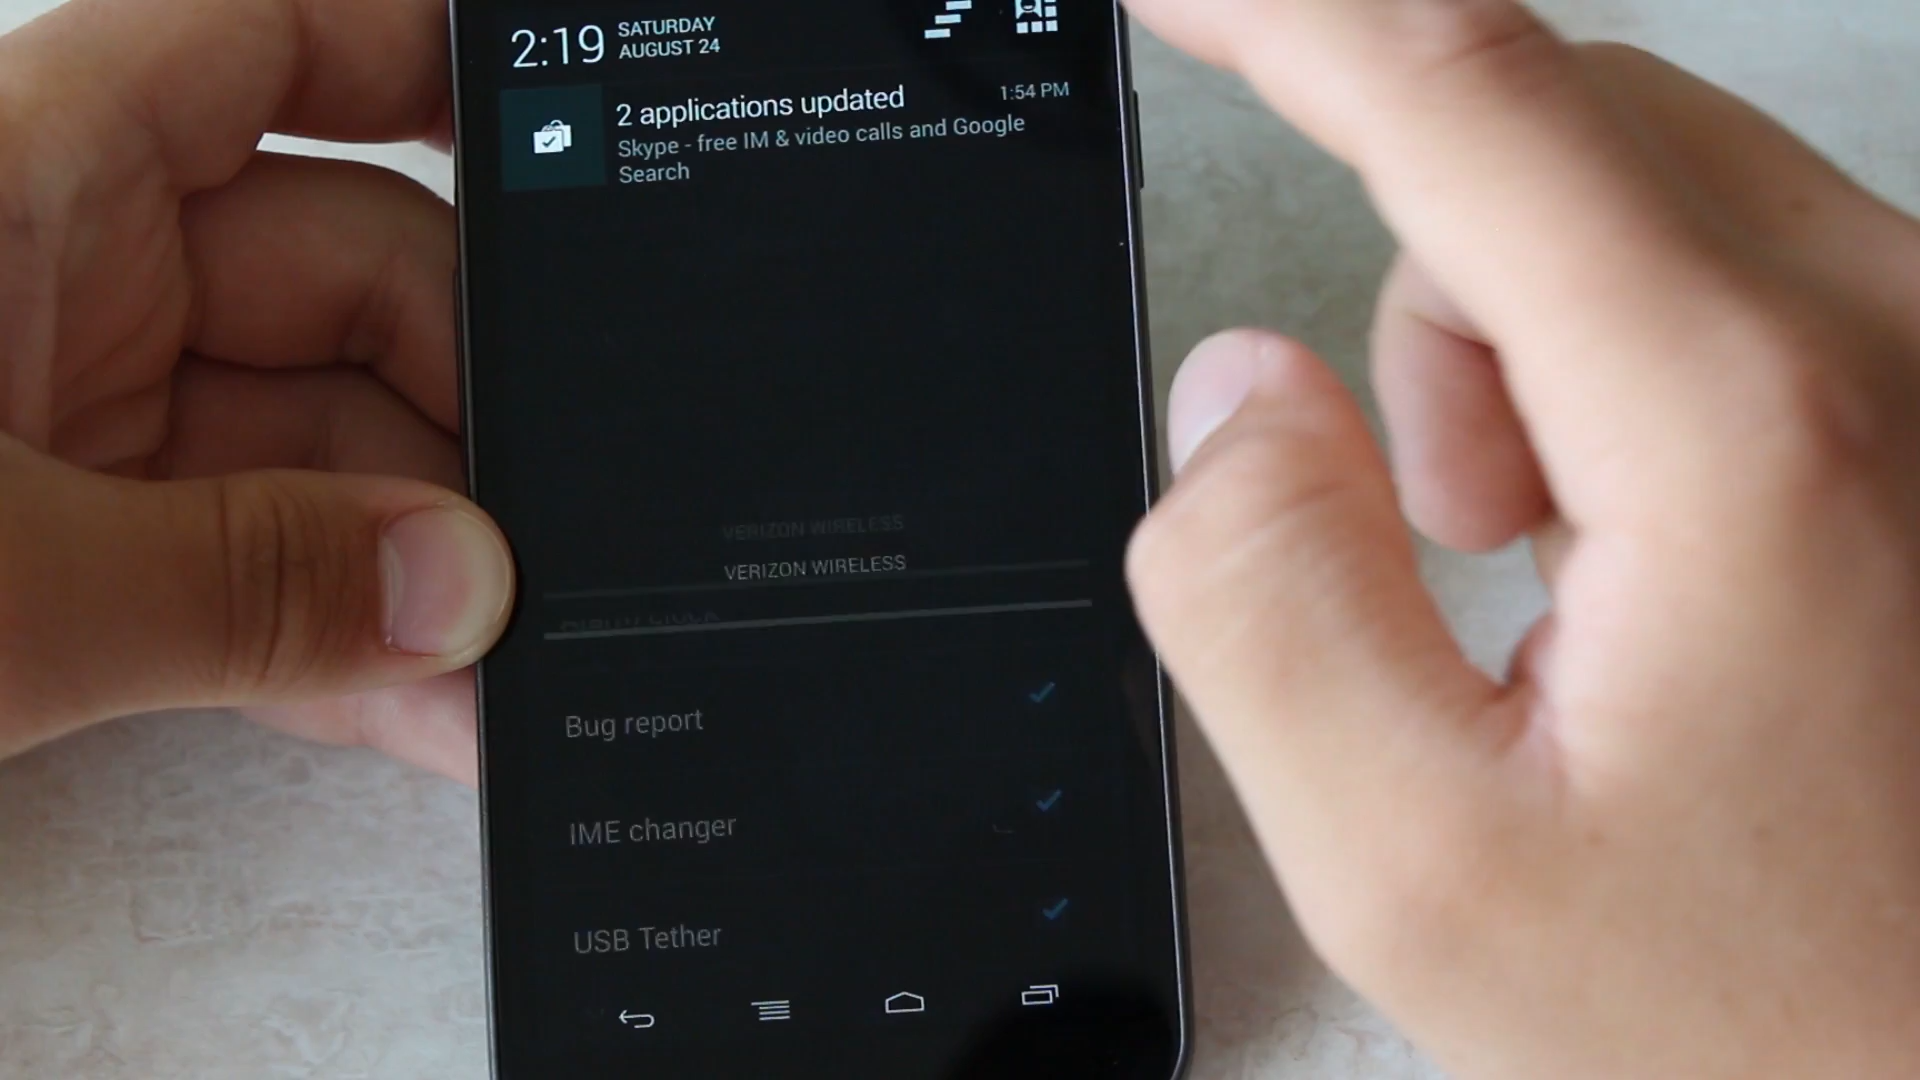 2:19 SATURDAY
AUGUST 24
2 applications updated 1:54 PM
Skype - free IM & video calls and Google
Search
VERIZON WIRELESS
VERIZON WIRELESS
Bug report
IME changer
USB Tether